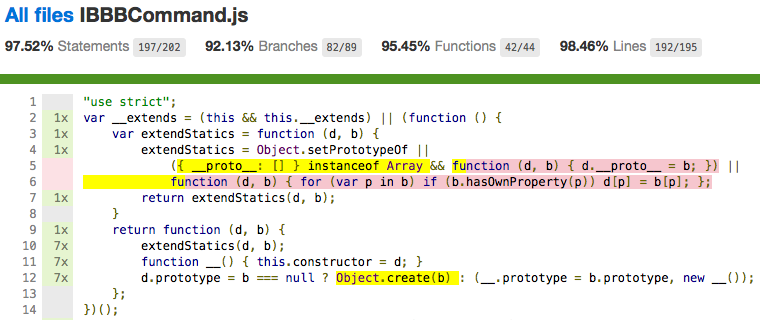 All files IBBBCommand.js
97.52% Statements 197/202 92.13% Branches 82/89 95.45% Functions 42/44 98.46% Lines 192/195
1 "use strict";
2 1x var __extends = (this && this.__extends) || (function () {
3 1x var extendStatics = function (d, b) {
4 1x extendStatics = Object.setPrototypeOf ||
5 ({ __proto__: [] } instanceof Array && function (d, b) { d.__proto__ = b; }) ||
6 function (d, b) { for (var p in b) if (b.hasOwnProperty(p)) d[p] = b[p]; };
7 1x return extendStatics(d, b);
8 }
9 1x return function (d, b) {
10 7x extendStatics(d, b);
11 7x function __() { this.constructor = d; }
12 7x d.prototype = b === null ? Object.create(b) : (__.prototype = b.prototype, new __());
13 };
14 })();